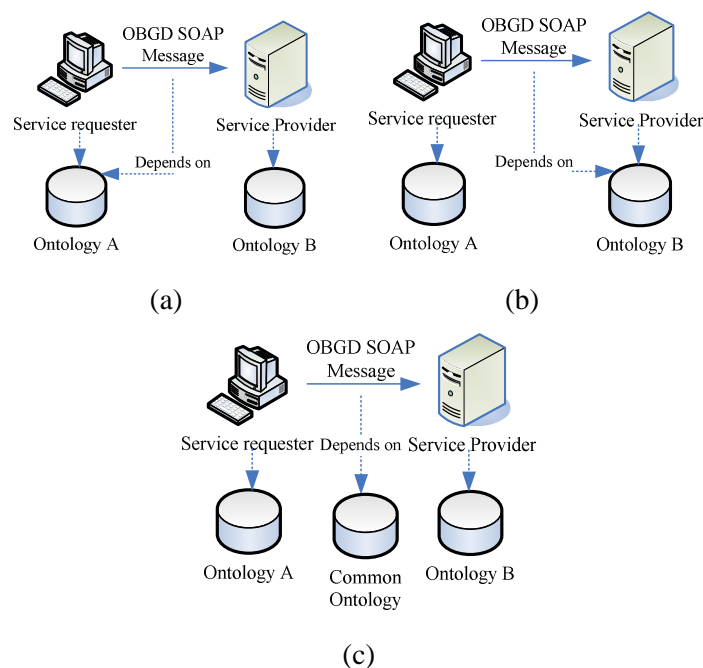 OBGD SOAP
Message
Service requester
Service Provider
Depends on
Ontology A
Ontology B
(a)
OBGD SOAP
Message
Service requester
Service Provider
Depends on
Ontology A
Ontology B
(b)
OBGD SOAP
Message
Service requester
Depends on
Service Provider
Ontology A
Common
Ontology
Ontology B
(c)